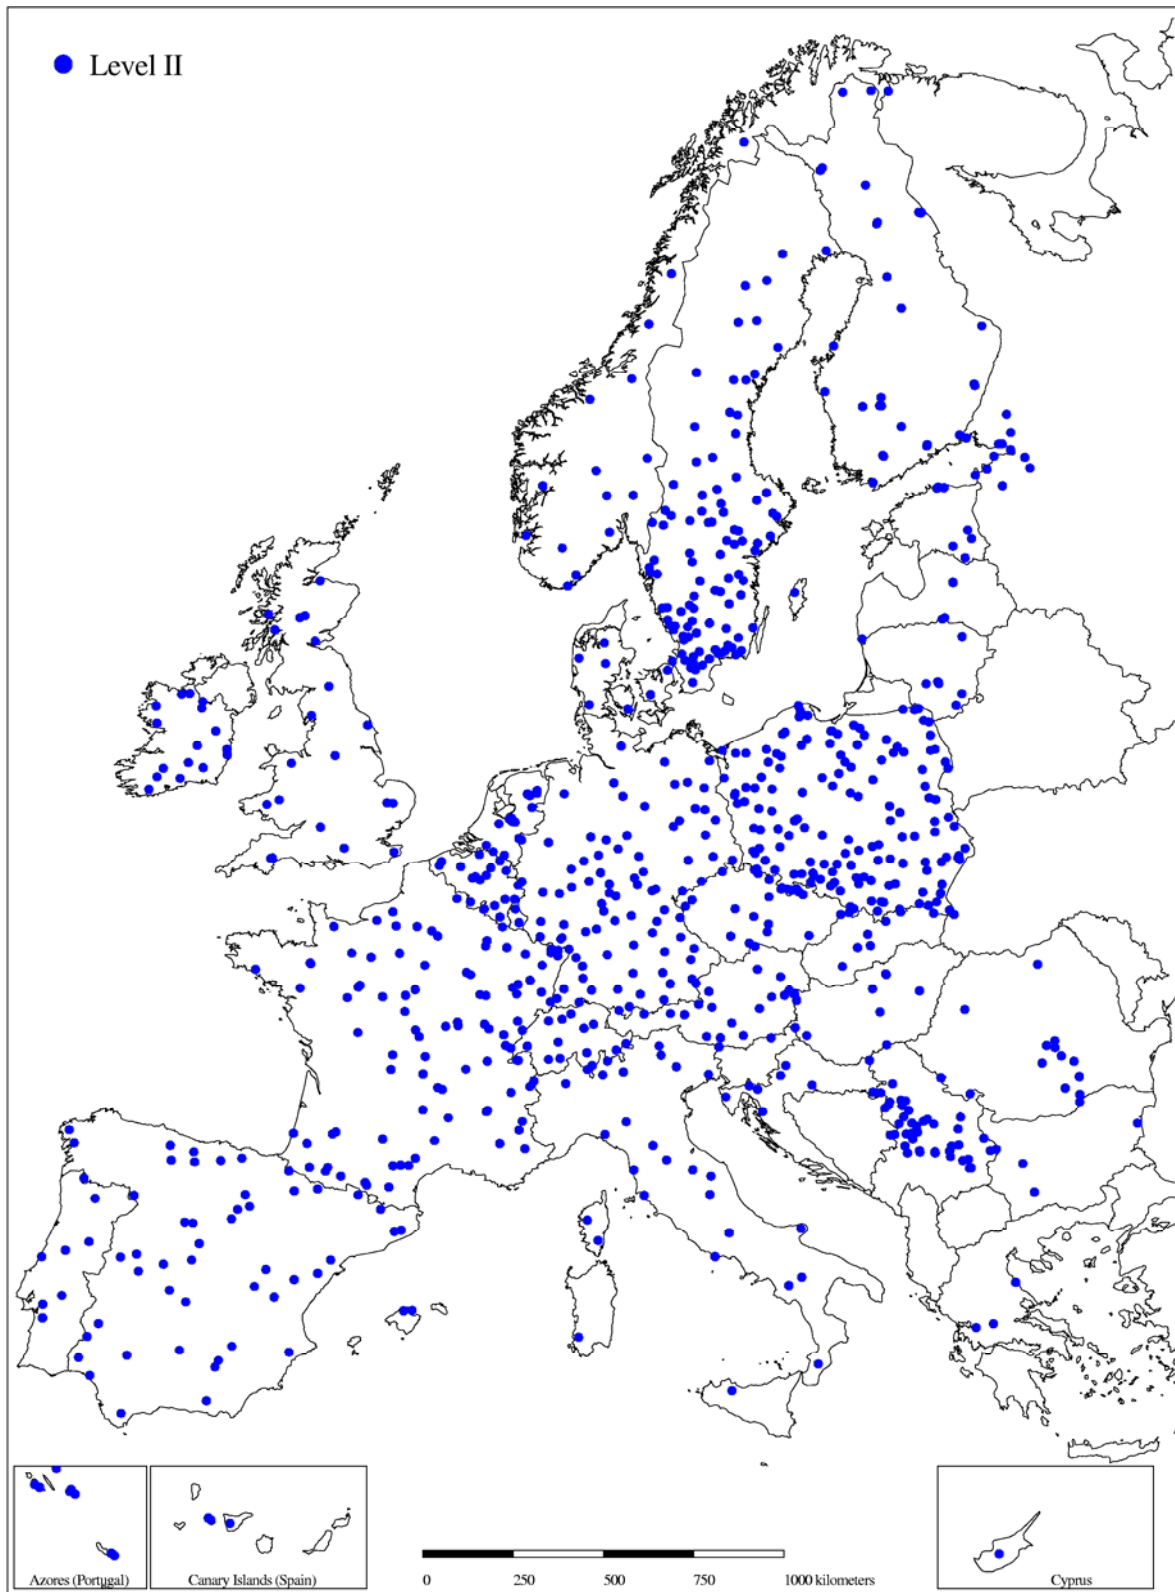 Level II
Azores (Portugal)
Canary Islands (Spain)
0 250 500 750 1000 kilometers
Cyprus